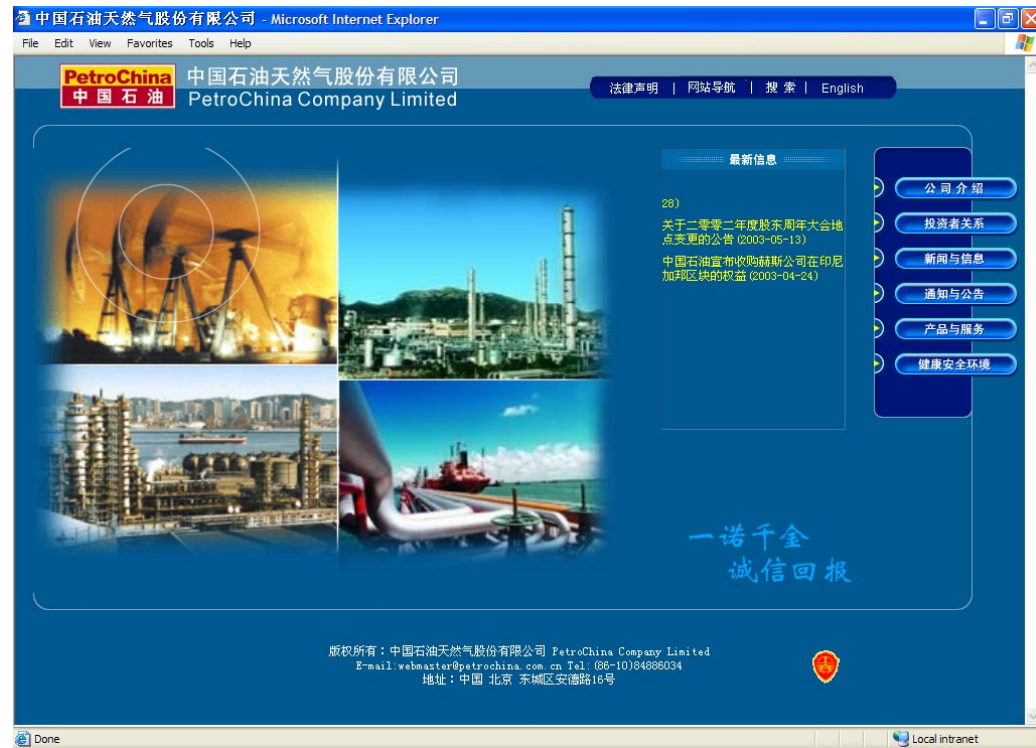 中国石油天然气股份有限公司 - Microsoft Internet Explorer
File Edit View Favorites Tools Help
PetroChina
中国石油
中国石油天然气股份有限公司
PetroChina Company Limited
法律声明 | 网站导航 | 搜索 | English
最新信息
28)
关于二零零二年度股东周年大会地
点变更的公告 (2003-05-13)
中国石油宣布收购赫斯公司在印尼
加邦区块的权益 (2003-04-24)
公司介绍
投资者关系
新闻与信息
通知与公告
产品与服务
健康安全环境
一诺千金
诚信回报
版权所有：中国石油天然气股份有限公司 PetroChina Company Limited
E-mail:webmaster@petrochina.com.cn Tel:(86-10)84886034
地址：中国 北京 东城区安德路16号
Done
Local intranet